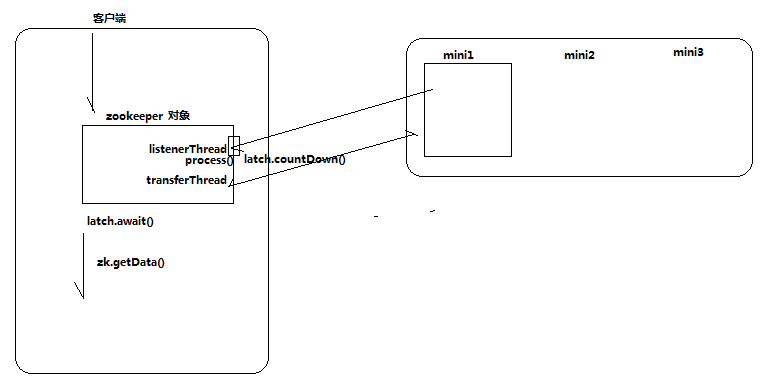 客户端
mini1
mini2
mini3
zookeeper 对象
listenerThread
process()
latch.countDown()
transferThread
latch.await()
zk.getData()